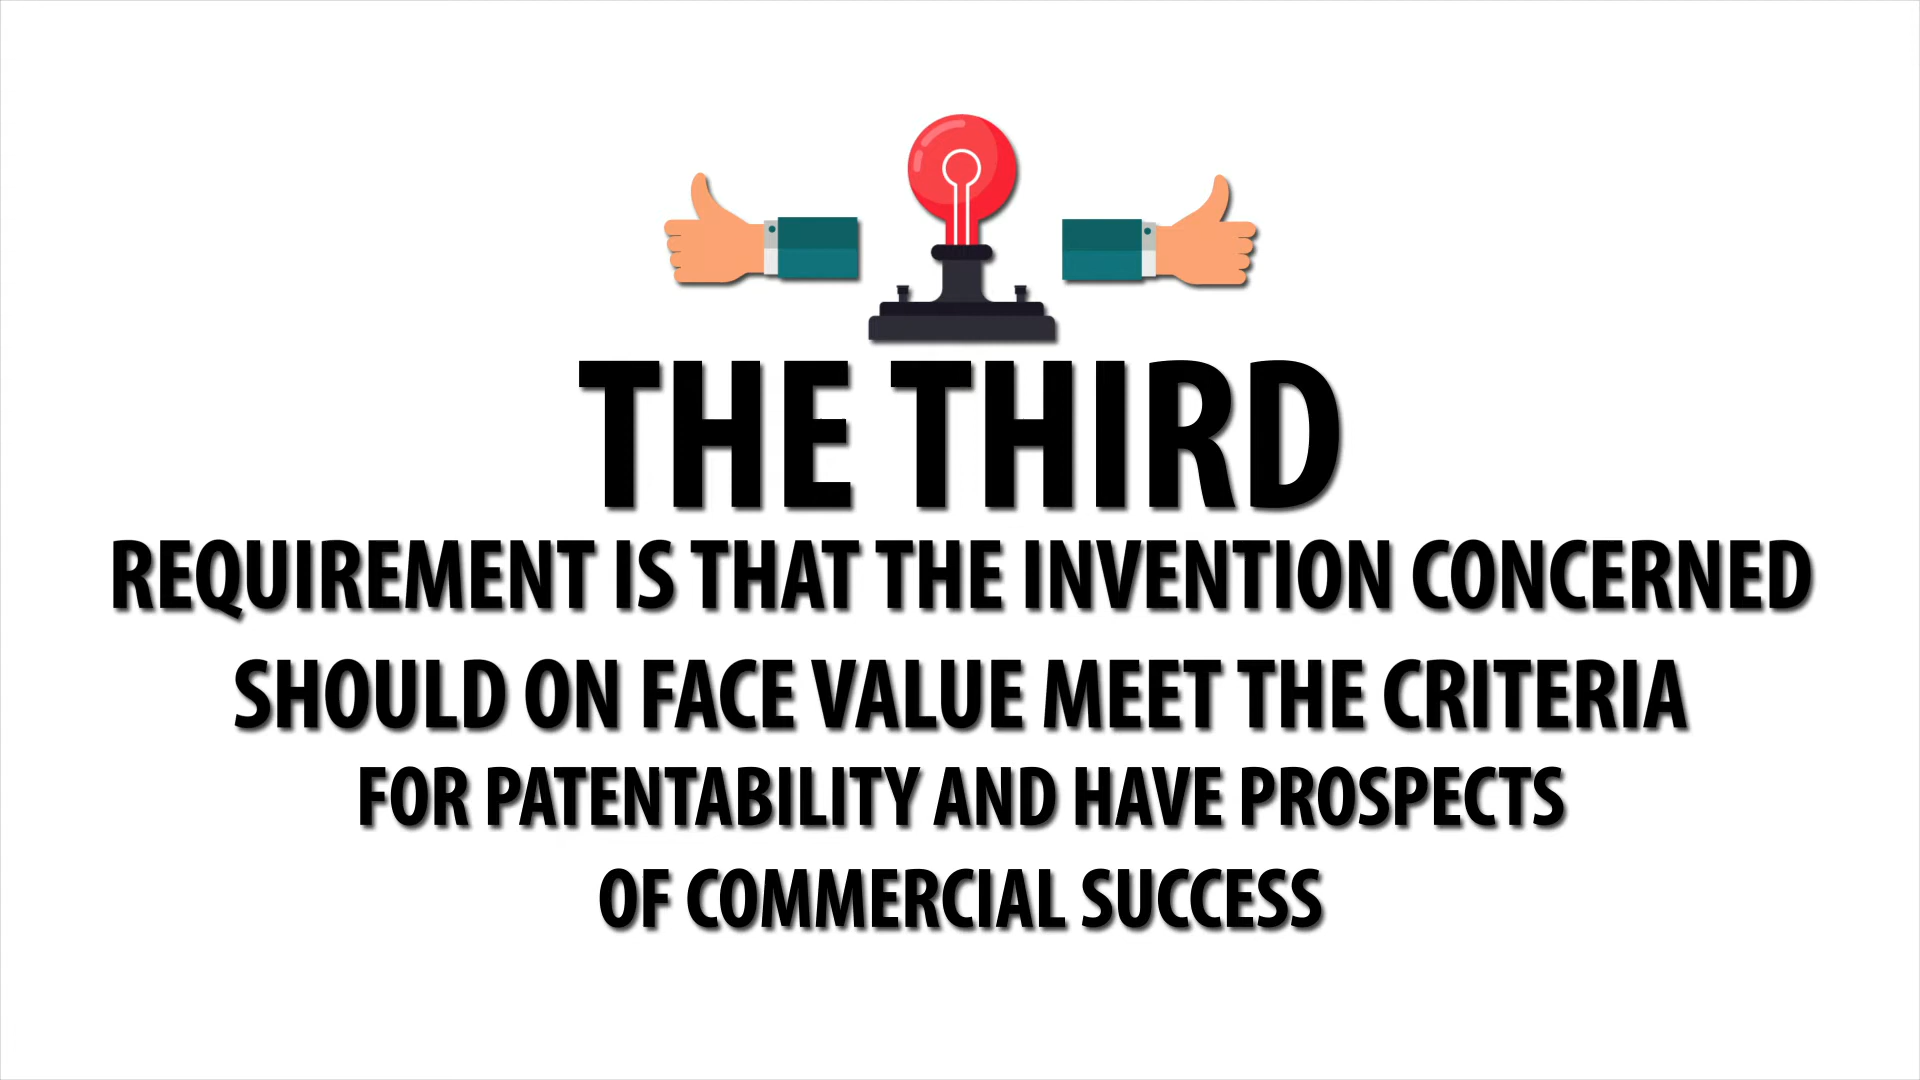 THE THIRD
REQUIREMENT IS THAT THE INVENTION CONCERNED
SHOULD ON FACE VALUE MEET THE CRITERIA
FOR PATENTABILITY AND HAVE PROSPECTS
OF COMMERCIAL SUCCESS